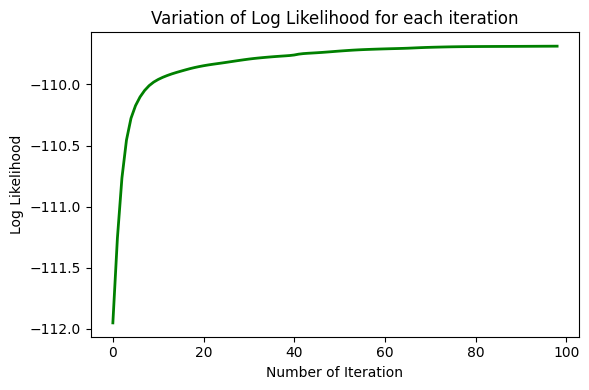 Variation of Log Likelihood for each iteration
Log Likelihood
−110.0
−110.5
−111.0
−111.5
−112.0
0 20 40 60 80 100
Number of Iteration